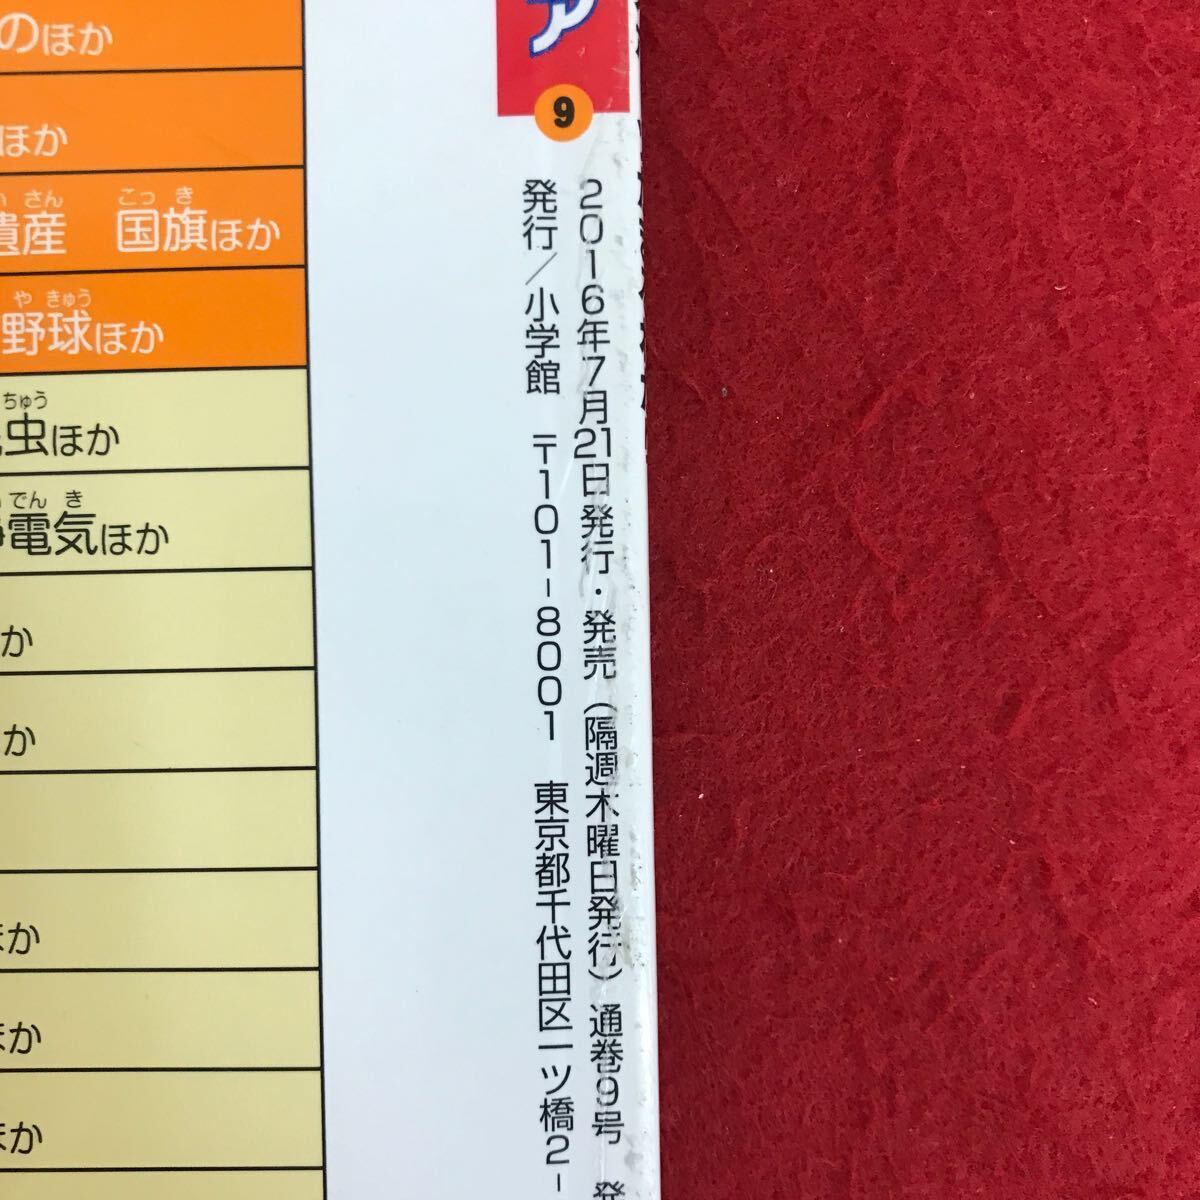 のほか
ほか
さん こっき
遺産 国旗ほか
やきゅう
野球ほか
ちゅう
虫ほか
でんき
電気ほか
か
か
か
か
か
ア
9
2016年7月21日発行・発売（隔週木曜日発行） 通巻9号 発
発行／小学館 〒101-8001 東京都千代田区一ツ橋2-